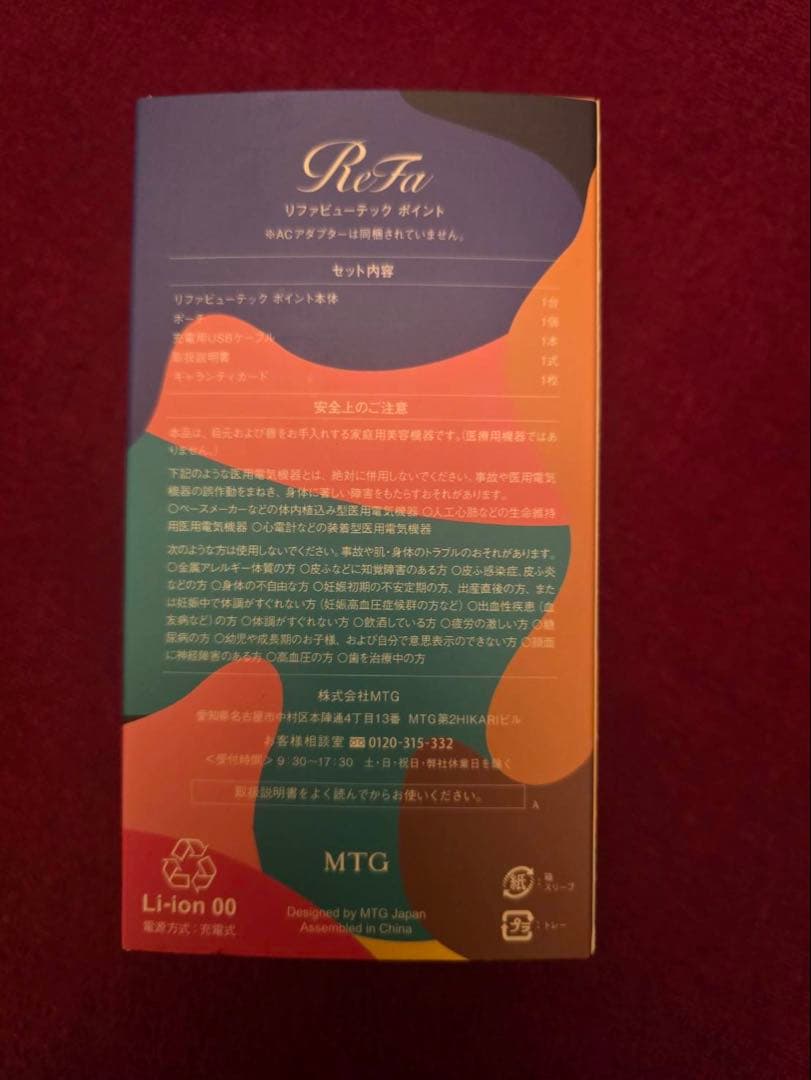 ReFa
リファビューテック ポイント
※ACアダプターは同梱されていません。
セット内容
リファビューテック ポイント本体 1台
ポーチ 1個
充電用USBケーブル 1本
取扱説明書 1式
ギャランティカード 1枚
安全上のご注意
本品は、目元および唇をお手入れする家庭用美容機器です。(医療用機器ではあ
りません。)
下記のような医用電気機器とは、絶対に併用しないでください。事故や医用電気
機器の誤作動をまねき、身体に著しい障害をもたらすおそれがあります。
○ペースメーカーなどの体内植込み型医用電気機器 ○人工心肺などの生命維持
用医用電気機器 ○心電計などの装着型医用電気機器
次のような方は使用しないでください。事故や肌・身体のトラブルのおそれがあります。
○金属アレルギー体質の方 ○皮ふなどに知覚障害のある方 ○皮ふ感染症、皮ふ炎
などの方 ○身体の不自由な方 ○妊娠初期の不安定期の方、出産直後の方、また
は妊娠中で体調がすぐれない方(妊娠高血圧症候群の方など) ○出血性疾患(血
友病など)の方 ○体調がすぐれない方 ○飲酒している方 ○疲労の激しい方 ○糖
尿病の方 ○幼児や成長期のお子様、および自分で意思表示のできない方 ○顔面
に神経障害のある方 ○高血圧の方 ○歯を治療中の方
株式会社MTG
愛知県名古屋市中村区本陣通4丁目13番 MTG第2HIKARIビル
お客様相談室 0120-315-332
<受付時間> 9:30~17:30 土・日・祝日・弊社休業日を除く
取扱説明書をよく読んでからお使いください。
A
MTG
Li-ion 00
電源方式:充電式
Designed by MTG Japan
Assembled in China
紙 : 箱
スリーブ
プラ : トレー